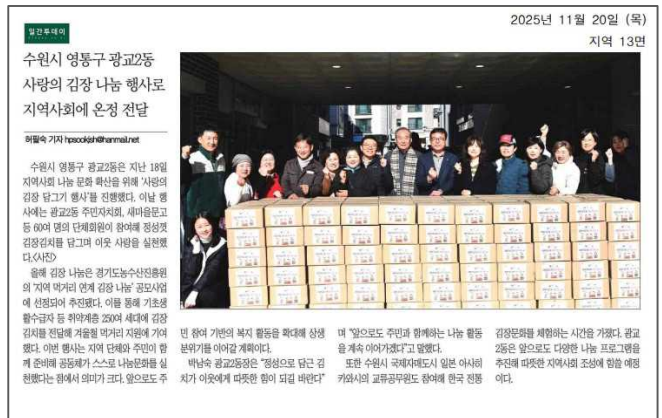 2025년 11월 20일 (목)
지역 13면
일간투데이
수원시 영통구 광교2동
사랑의 김장 나눔 행사로
지역사회에 온정 전달
허필숙 기자 hpsookjsh@hanmail.net
수원시 영통구 광교2동은 지난 18일
지역사회 나눔 문화 확산을 위해 ‘사랑의
김장 담그기 행사’를 진행했다. 이날 행
사에는 광교2동 주민자치회, 새마을문고
등 60여 명의 단체회원이 참여해 정성껏
김장김치를 담그며 이웃 사랑을 실천했
다.<사진>
올해 김장 나눔은 경기도농수산진흥원
의 ‘지역 먹거리 연계 김장 나눔’ 공모사업
에 선정되어 추진됐다. 이를 통해 기초생
활수급자 등 취약계층 250여 세대에 김장
김치를 전달해 겨울철 먹거리 지원에 기여
했다. 이번 행사는 지역 단체와 주민이 함
께 준비해 공동체가 스스로 나눔문화를 실
천했다는 점에서 의미가 크다. 앞으로도 주
민 참여 기반의 복지 활동을 확대해 상생
분위기를 이어갈 계획이다.
박남숙 광교2동장은 “정성으로 담근 김
치가 이웃에게 따뜻한 힘이 되길 바란다”
며 “앞으로도 주민과 함께하는 나눔 활동
을 계속 이어가겠다”고 말했다.
또한 수원시 국제자매도시 일본 아사히
카와시의 교류공무원도 참여해 한국 전통
김장문화를 체험하는 시간을 가졌다. 광교
2동은 앞으로도 다양한 나눔 프로그램을
추진해 따뜻한 지역사회 조성에 힘쓸 예정
이다.